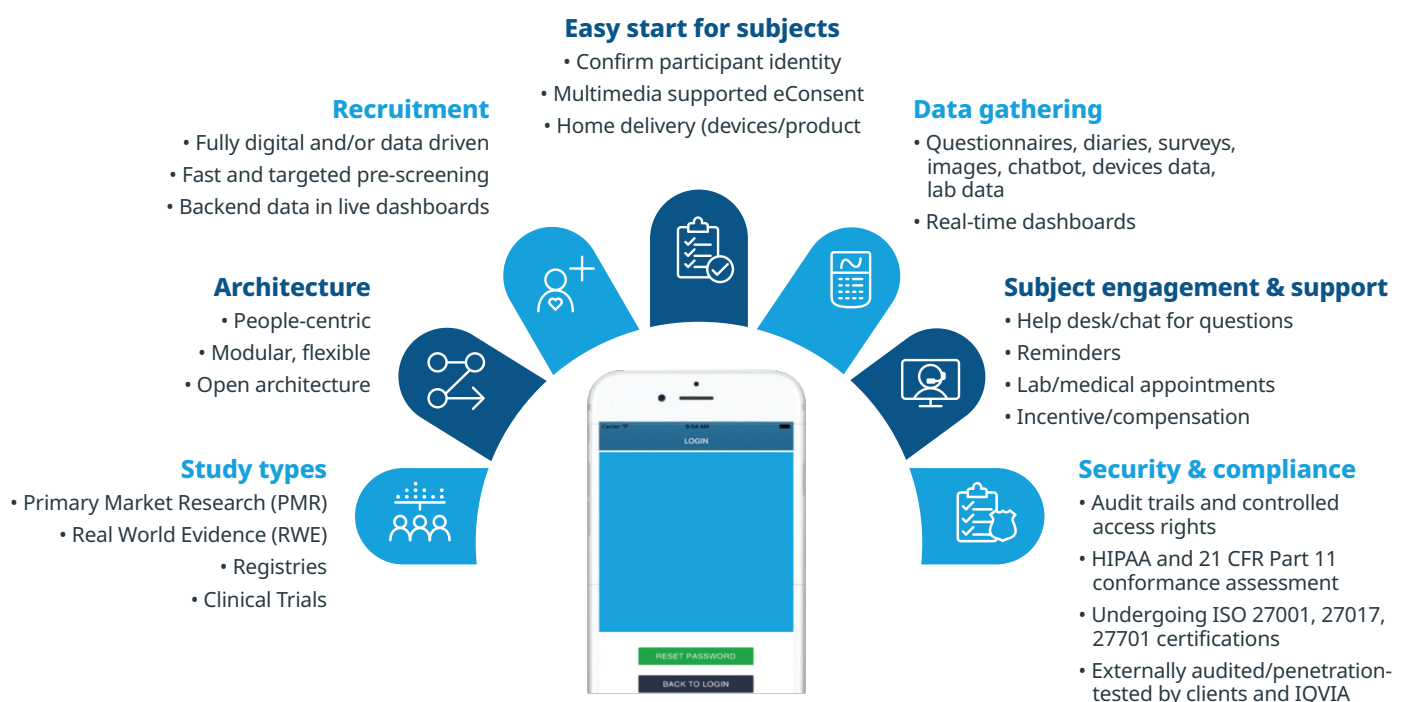 Easy start for subjects
• Confirm participant identity
• Multimedia supported eConsent
• Home delivery (devices/product
Recruitment
• Fully digital and/or data driven
• Fast and targeted pre-screening
• Backend data in live dashboards
Data gathering
• Questionnaires, diaries, surveys,
images, chatbot, devices data,
lab data
• Real-time dashboards
Architecture
• People-centric
• Modular, flexible
• Open architecture
Subject engagement & support
• Help desk/chat for questions
• Reminders
• Lab/medical appointments
• Incentive/compensation
Study types
• Primary Market Research (PMR)
• Real World Evidence (RWE)
• Registries
• Clinical Trials
Security & compliance
• Audit trails and controlled
access rights
• HIPAA and 21 CFR Part 11
conformance assessment
• Undergoing ISO 27001, 27017,
27701 certifications
• Externally audited/penetration-
tested by clients and IQVIA
Carrier 9:54 AM
LOGIN
RESET PASSWORD
BACK TO LOGIN